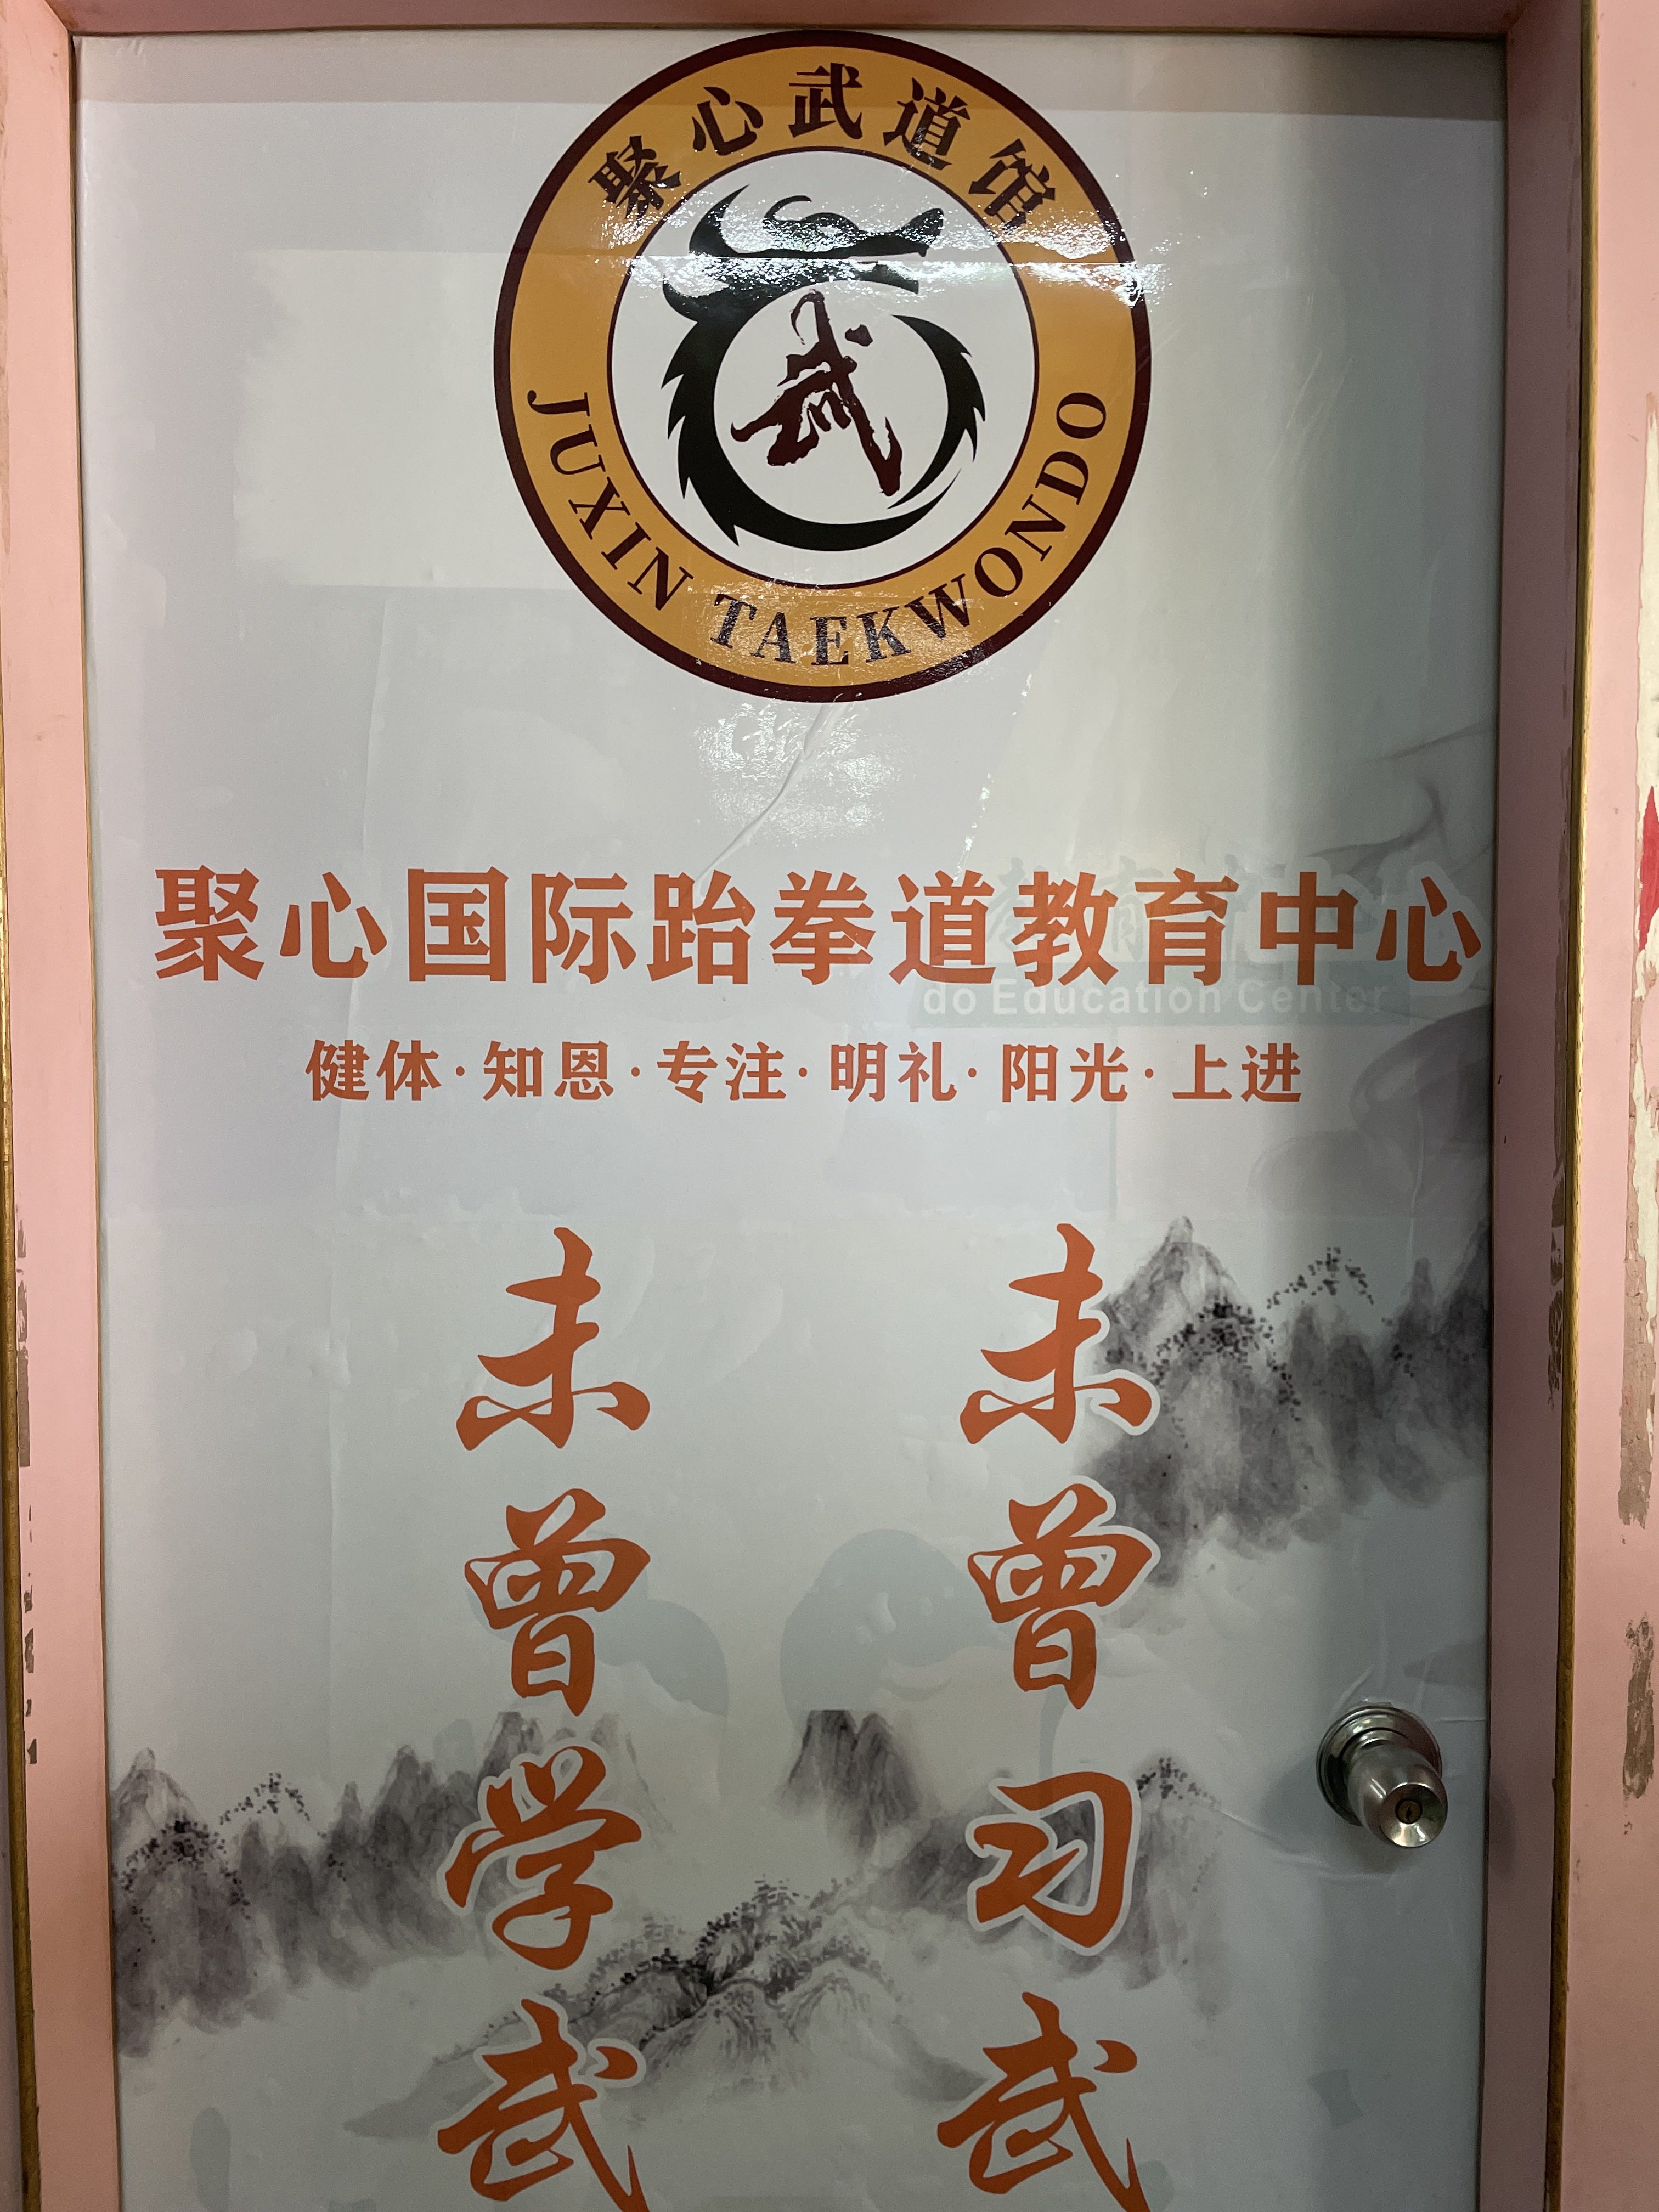 聚心武道馆
武
JUXIN TAEKWONDO
聚心国际跆拳道教育中心
do Education Center
健体·知恩·专注·明礼·阳光·上进
未曾习武
未曾学武